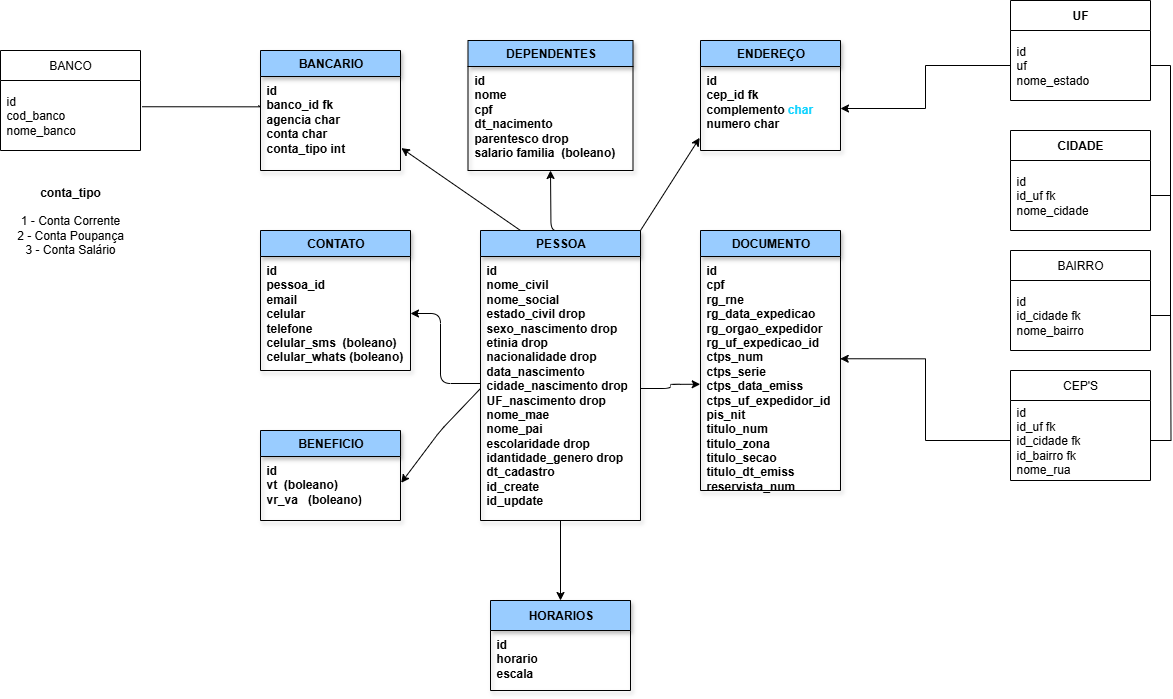 BANCO
id
cod_banco
nome_banco
conta_tipo
1 - Conta Corrente
2 - Conta Poupança
3 - Conta Salário
BANCARIO
id
banco_id fk
agencia char
conta char
conta_tipo int
DEPENDENTES
id
nome
cpf
dt_nacimento
parentesco drop
salario familia (boleano)
ENDEREÇO
id
cep_id fk
complemento char
numero char
UF
id
uf
nome_estado
CIDADE
id
id_uf fk
nome_cidade
BAIRRO
id
id_cidade fk
nome_bairro
CEP'S
id
id_uf fk
id_cidade fk
id_bairro fk
nome_rua
CONTATO
id
pessoa_id
email
celular
telefone
celular_sms (boleano)
celular_whats (boleano)
BENEFICIO
id
vt (boleano)
vr_va (boleano)
PESSOA
id
nome_civil
nome_social
estado_civil drop
sexo_nascimento drop
etinia drop
nacionalidade drop
data_nascimento
cidade_nascimento drop
UF_nascimento drop
nome_mae
nome_pai
escolaridade drop
idantidade_genero drop
dt_cadastro
id_create
id_update
DOCUMENTO
id
cpf
rg_rne
rg_data_expedicao
rg_orgao_expedidor
rg_uf_expedicao_id
ctps_num
ctps_serie
ctps_data_emiss
ctps_uf_expedidor_id
pis_nit
titulo_num
titulo_zona
titulo_secao
titulo_dt_emiss
reservista_num
HORARIOS
id
horario
escala